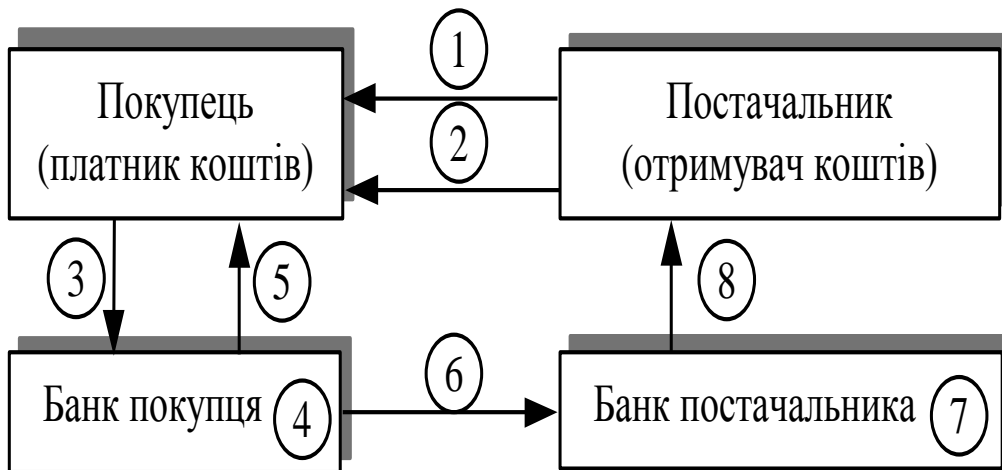 1
Покупець
(платник коштів)
Постачальник
(отримувач коштів)
2
3
5
8
Банк покупця 4
6
Банк постачальника 7